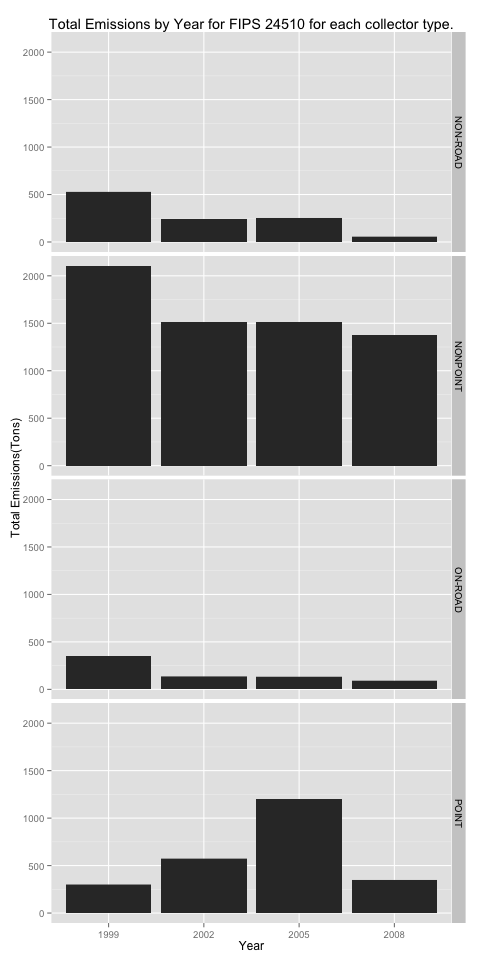 Total Emissions by Year for FIPS 24510 for each collector type.
2000
1500
1000
500
0
NON-ROAD
2000
1500
1000
500
0
NONPOINT
Total Emissions(Tons)
2000
1500
1000
500
0
ON-ROAD
2000
1500
1000
500
0
POINT
1999 2002 2005 2008
Year